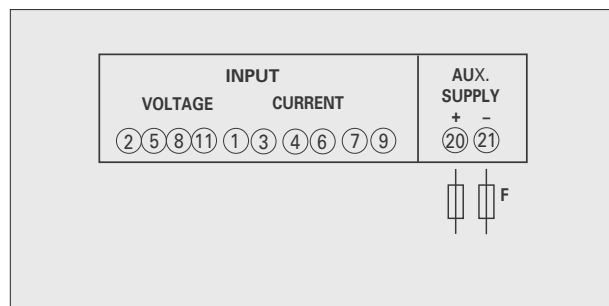 INPUT
VOLTAGE CURRENT
2 5 8 11 1 3 4 6 7 9
AUX.
SUPPLY
+ –
20 21
F